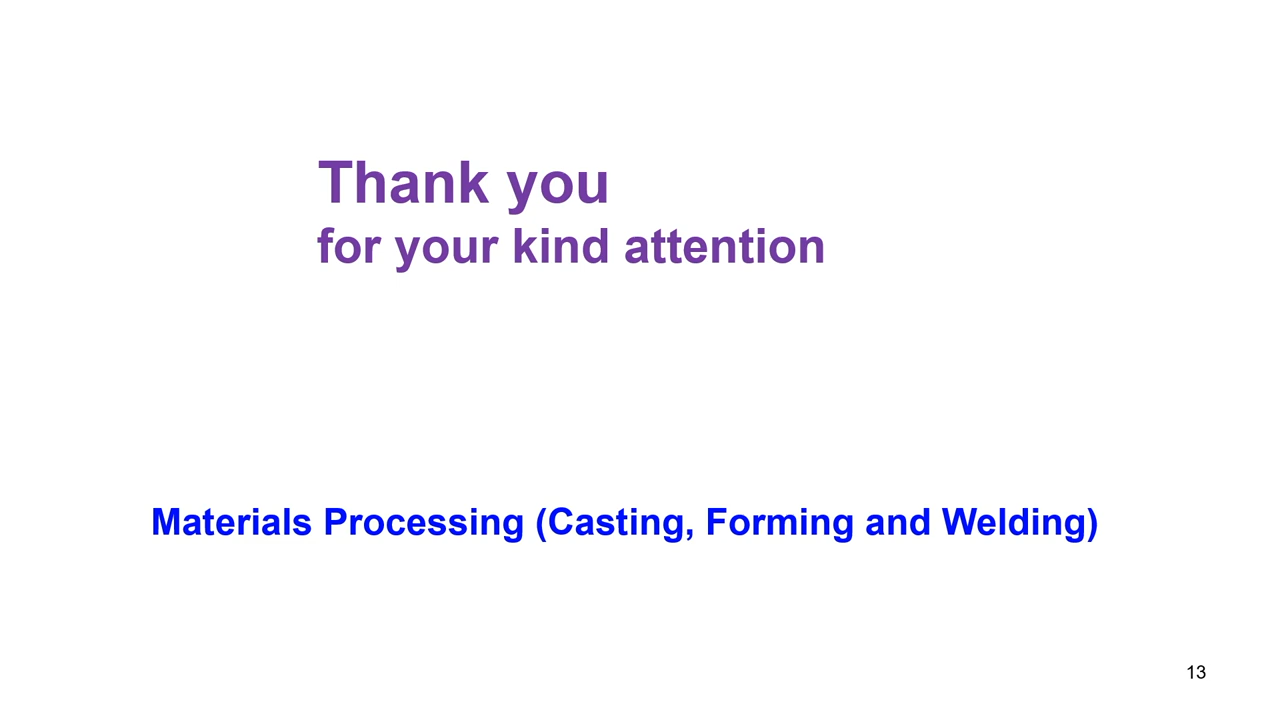 Thank you
for your kind attention
Materials Processing (Casting, Forming and Welding)
13